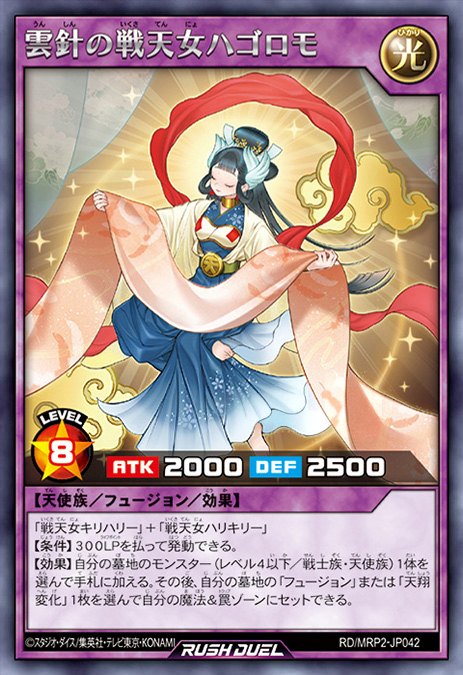 雲針の戦天女ハゴロモ
光
LEVEL 8
ATK 2000 DEF 2500
【天使族／フュージョン／効果】
「戦天女キリハリー」＋「戦天女ハリキリー」
【条件】300LPを払って発動できる。
【効果】自分の墓地のモンスター（レベル4以下／戦士族・天使族）1体を
選んで手札に加える。その後、自分の墓地の「フュージョン」または「天翔
変化」1枚を選んで自分の魔法＆罠ゾーンにセットできる。
©スタジオ・ダイス/集英社・テレビ東京・KONAMI
RUSH DUEL
RD/MRP2-JP042